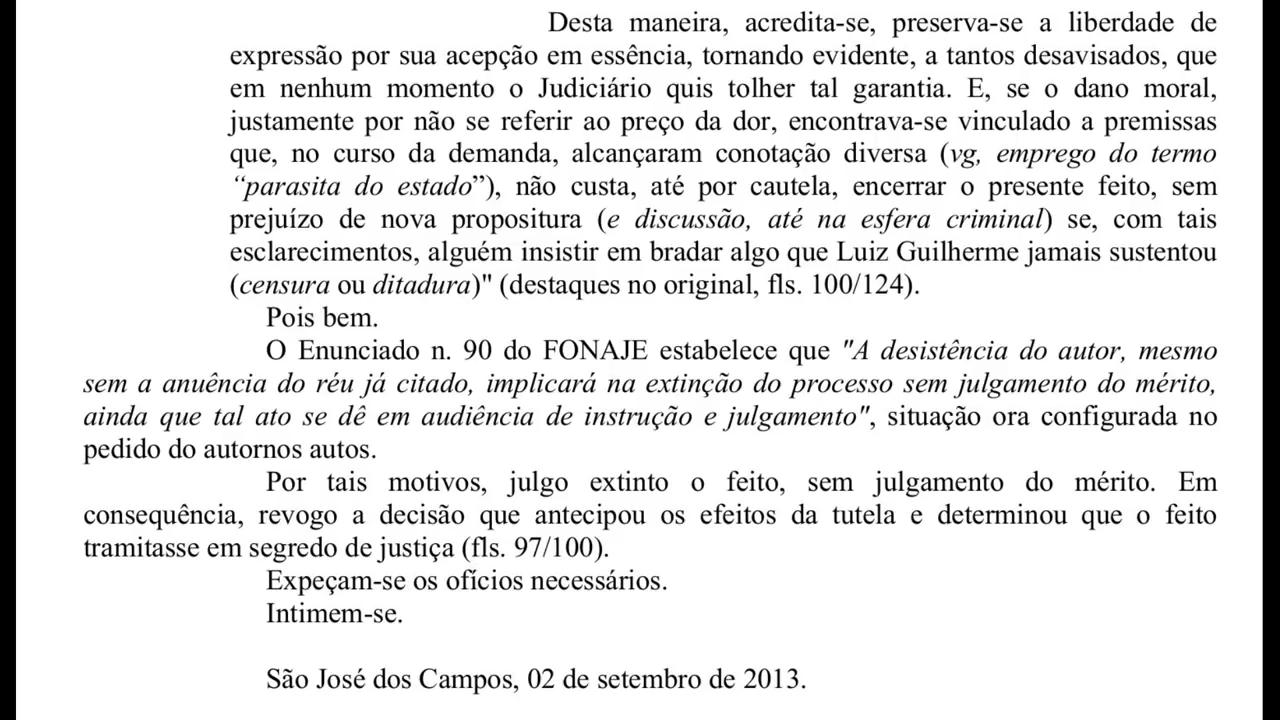 Desta maneira, acredita-se, preserva-se a liberdade de
expressão por sua acepção em essência, tornando evidente, a tantos desavisados, que
em nenhum momento o Judiciário quis tolher tal garantia. E, se o dano moral,
justamente por não se referir ao preço da dor, encontrava-se vinculado a premissas
que, no curso da demanda, alcançaram conotação diversa (vg, emprego do termo
“parasita do estado”), não custa, até por cautela, encerrar o presente feito, sem
prejuízo de nova propositura (e discussão, até na esfera criminal) se, com tais
esclarecimentos, alguém insistir em bradar algo que Luiz Guilherme jamais sustentou
(censura ou ditadura)" (destaques no original, fls. 100/124).
Pois bem.
O Enunciado n. 90 do FONAJE estabelece que "A desistência do autor, mesmo
sem a anuência do réu já citado, implicará na extinção do processo sem julgamento do mérito,
ainda que tal ato se dê em audiência de instrução e julgamento", situação ora configurada no
pedido do autornos autos.
Por tais motivos, julgo extinto o feito, sem julgamento do mérito. Em
consequência, revogo a decisão que antecipou os efeitos da tutela e determinou que o feito
tramitasse em segredo de justiça (fls. 97/100).
Expeçam-se os ofícios necessários.
Intimem-se.
São José dos Campos, 02 de setembro de 2013.